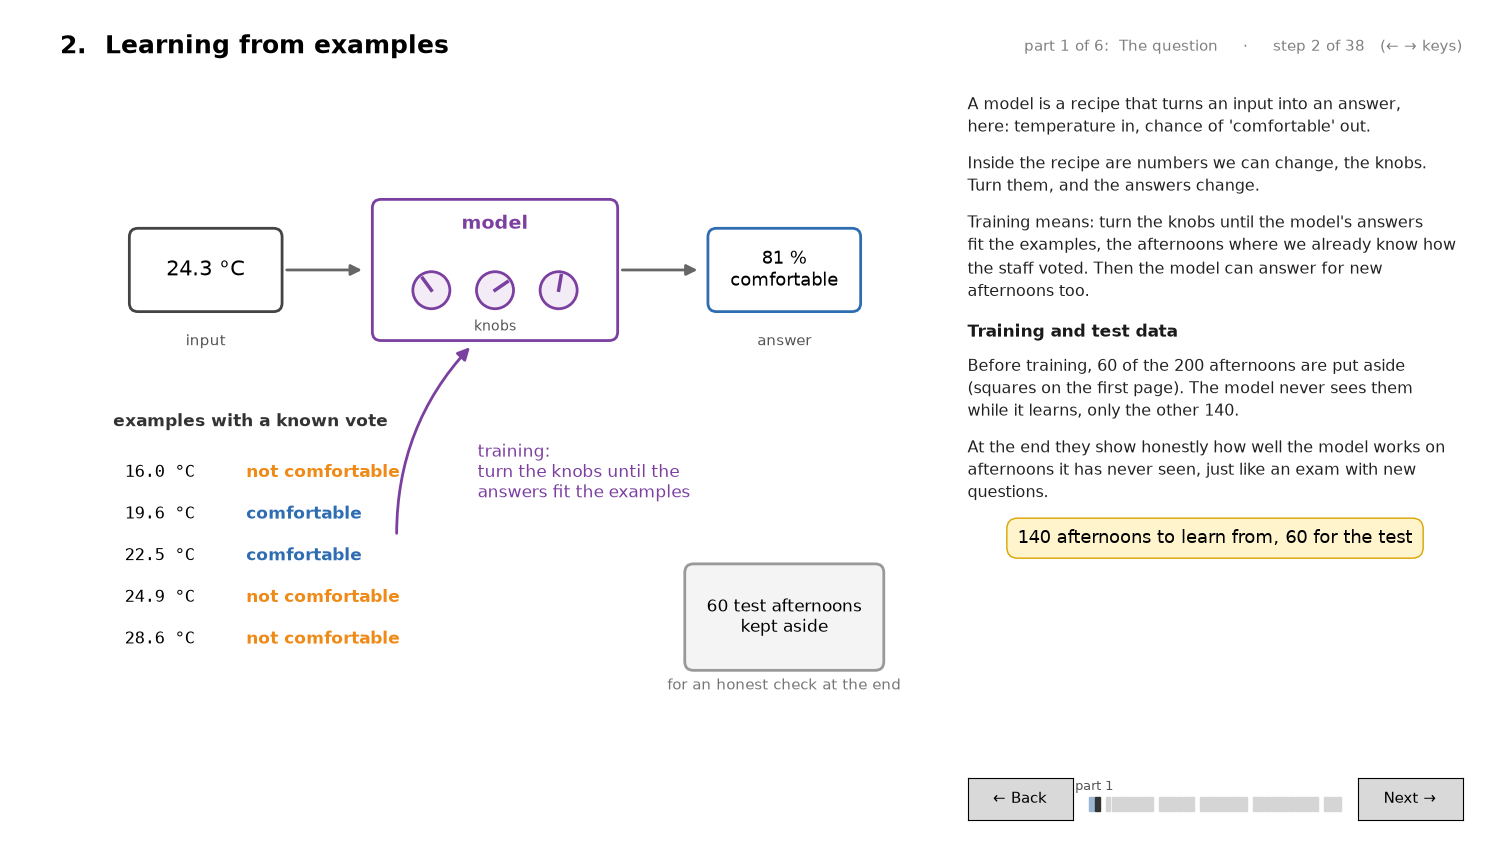 2.  Learning from examples
part 1 of 6:  The question  ·  step 2 of 38  (← → keys)
24.3 °C
input
model
knobs
81 %
comfortable
answer
examples with a known vote
16.0 °C  not comfortable
19.6 °C  comfortable
22.5 °C  comfortable
24.9 °C  not comfortable
28.6 °C  not comfortable
training:
turn the knobs until the
answers fit the examples
60 test afternoons
kept aside
for an honest check at the end
A model is a recipe that turns an input into an answer,
here: temperature in, chance of 'comfortable' out.
Inside the recipe are numbers we can change, the knobs.
Turn them, and the answers change.
Training means: turn the knobs until the model's answers
fit the examples, the afternoons where we already know how
the staff voted. Then the model can answer for new
afternoons too.
Training and test data
Before training, 60 of the 200 afternoons are put aside
(squares on the first page). The model never sees them
while it learns, only the other 140.
At the end they show honestly how well the model works on
afternoons it has never seen, just like an exam with new
questions.
140 afternoons to learn from, 60 for the test
← Back
part 1
Next →